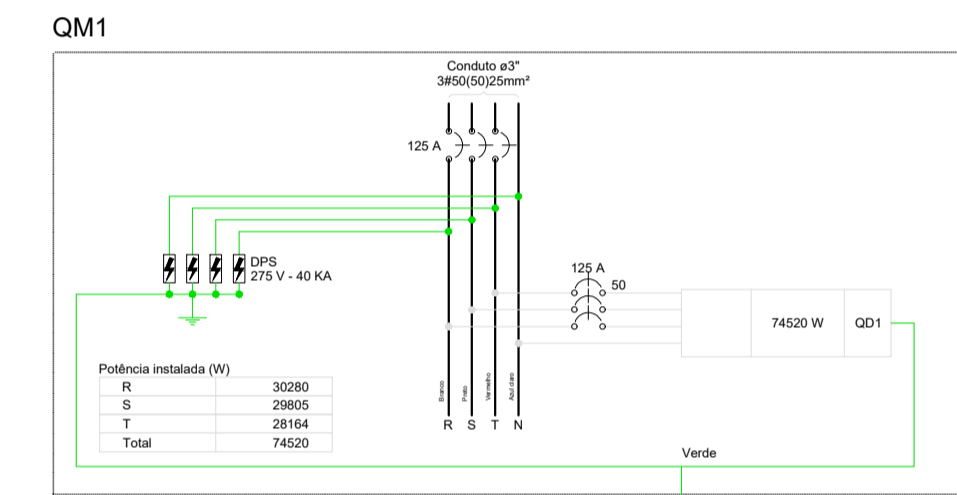 QM1
Conduto ø3"
3#50(50)25mm²
125 A
DPS
275 V - 40 KA
125 A
50
74520 W
QD1
Potência instalada (W)
R 30280
S 29805
T 28164
Total 74520
Branco
Preto
Vermelho
Azul claro
R S T N
Verde